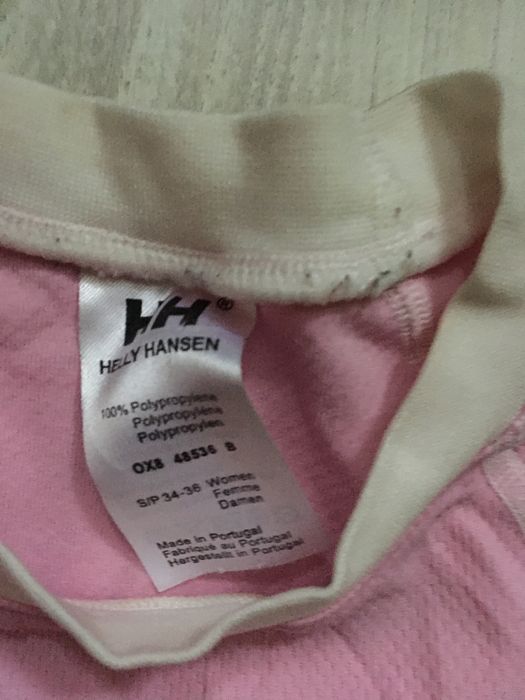 HH®
HELLY HANSEN
100% Polypropylene
Polypropylène
Polypropylen
OX8 48536 B
S/P 34-36 Women
Femme
Damen
Made in Portugal
Fabriqué au Portugal
Hergestellt in Portugal